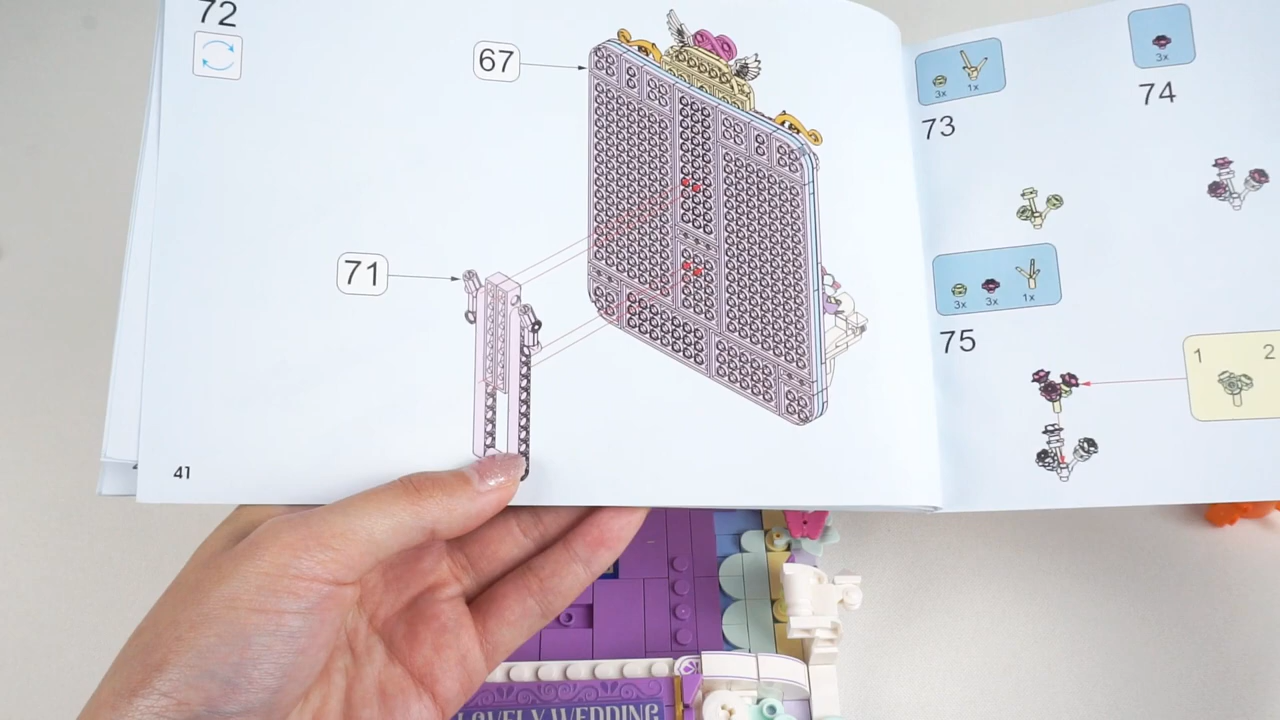 72
67
71
41
3x 1x
73
3x
74
3x 3x 1x
75
1 2
LOVELY WEDDING